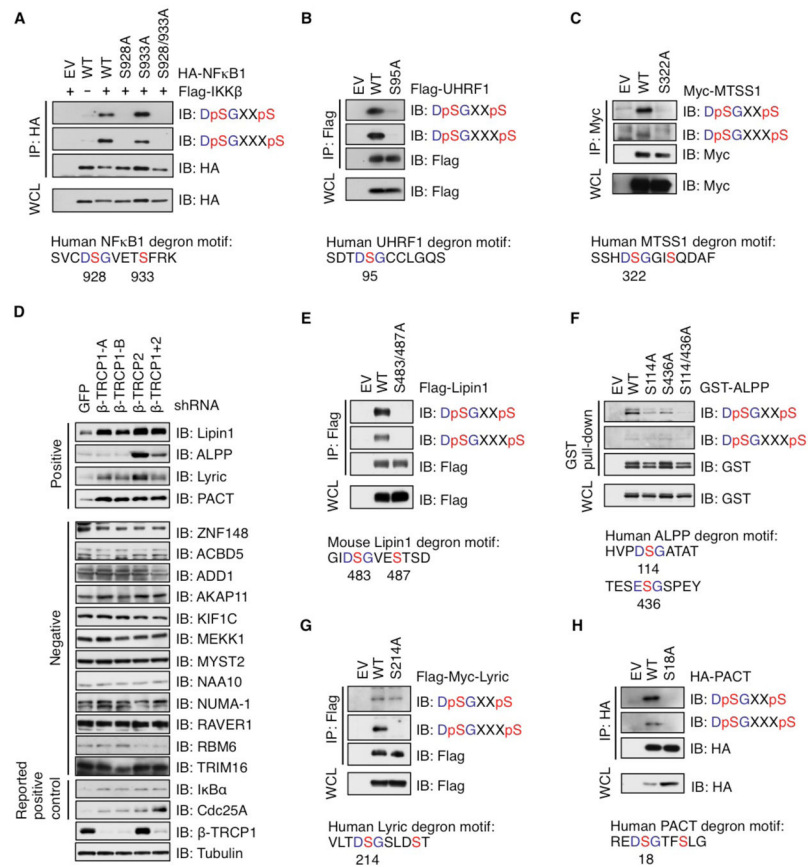 A
EV
WT
WT
S928A
S933A
S928/933A
HA-NFκB1
+ − + + + + Flag-IKKβ
IP: HA
IB: DpSGXXpS
IB: DpSGXXXpS
IB: HA
WCL
IB: HA
Human NFκB1 degron motif:
SVCDSGVETSFRK
928 933
B
EV
WT
S95A
Flag-UHRF1
IP: Flag
IB: DpSGXXpS
IB: DpSGXXXpS
IB: Flag
WCL
IB: Flag
Human UHRF1 degron motif:
SDTDSGCCLGQS
95
C
EV
WT
S322A
Myc-MTSS1
IP: Myc
IB: DpSGXXpS
IB: DpSGXXXpS
IB: Myc
WCL
IB: Myc
Human MTSS1 degron motif:
SSHDSGGISQDAF
322
D
GFP
β-TRCP1-A
β-TRCP1-B
β-TRCP2
β-TRCP1+2
shRNA
Positive
IB: Lipin1
IB: ALPP
IB: Lyric
IB: PACT
Negative
IB: ZNF148
IB: ACBD5
IB: ADD1
IB: AKAP11
IB: KIF1C
IB: MEKK1
IB: MYST2
IB: NAA10
IB: NUMA-1
IB: RAVER1
IB: RBM6
IB: TRIM16
Reported
positive
control
IB: IκBα
IB: Cdc25A
IB: β-TRCP1
IB: Tubulin
E
EV
WT
S483/487A
Flag-Lipin1
IP: Flag
IB: DpSGXXpS
IB: DpSGXXXpS
IB: Flag
WCL
IB: Flag
Mouse Lipin1 degron motif:
GIDSGVESTSD
483 487
F
EV
WT
S114A
S436A
S114/436A
GST-ALPP
GST
pull-down
IB: DpSGXXpS
IB: DpSGXXXpS
IB: GST
WCL
IB: GST
Human ALPP degron motif:
HVPDSGATAT
114
TESESGSPEY
436
G
EV
WT
S214A
Flag-Myc-Lyric
IP: Flag
IB: DpSGXXpS
IB: DpSGXXXpS
IB: Flag
WCL
IB: Flag
Human Lyric degron motif:
VLTDSGSLDST
214
H
EV
WT
S18A
HA-PACT
IP: HA
IB: DpSGXXpS
IB: DpSGXXXpS
IB: HA
WCL
IB: HA
Human PACT degron motif:
REDSGTFSLG
18